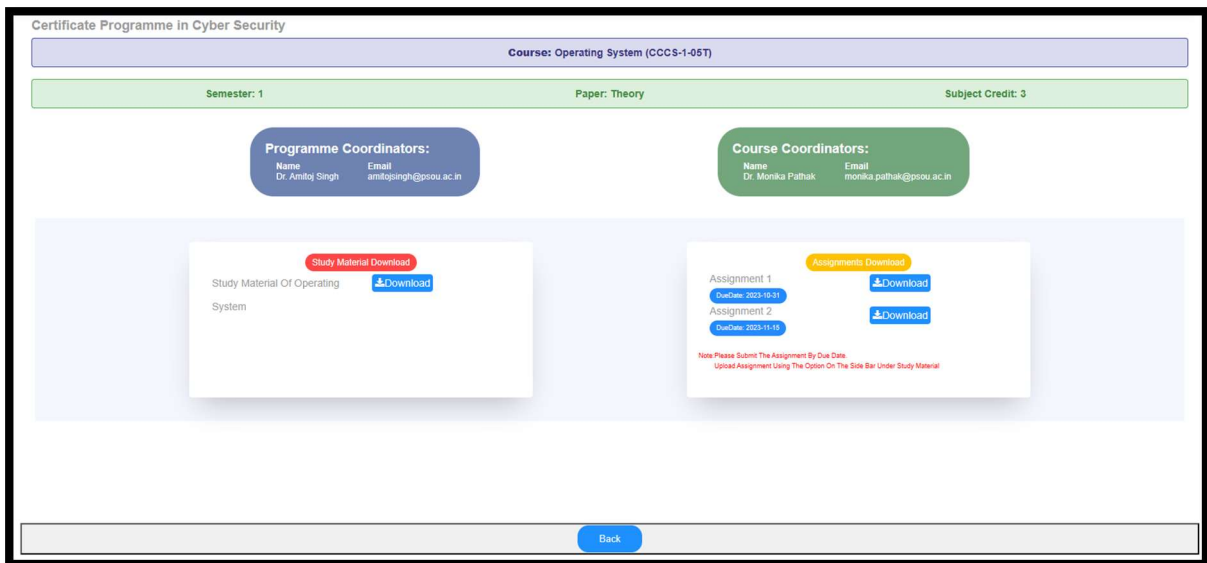 Certificate Programme in Cyber Security
Course: Operating System (CCCS-1-05T)
Semester: 1 Paper: Theory Subject Credit: 3
Programme Coordinators:
Name Email
Dr. Amitoj Singh amitojsingh@psou.ac.in
Course Coordinators:
Name Email
Dr. Monika Pathak monika.pathak@psou.ac.in
Study Material Download
Study Material Of Operating Download
System
Assignments Download
Assignment 1 Download
DueDate: 2023-10-31
Assignment 2 Download
DueDate: 2023-11-15
Note:Please Submit The Assignment By Due Date.
Upload Assignment Using The Option On The Side Bar Under Study Material
Back